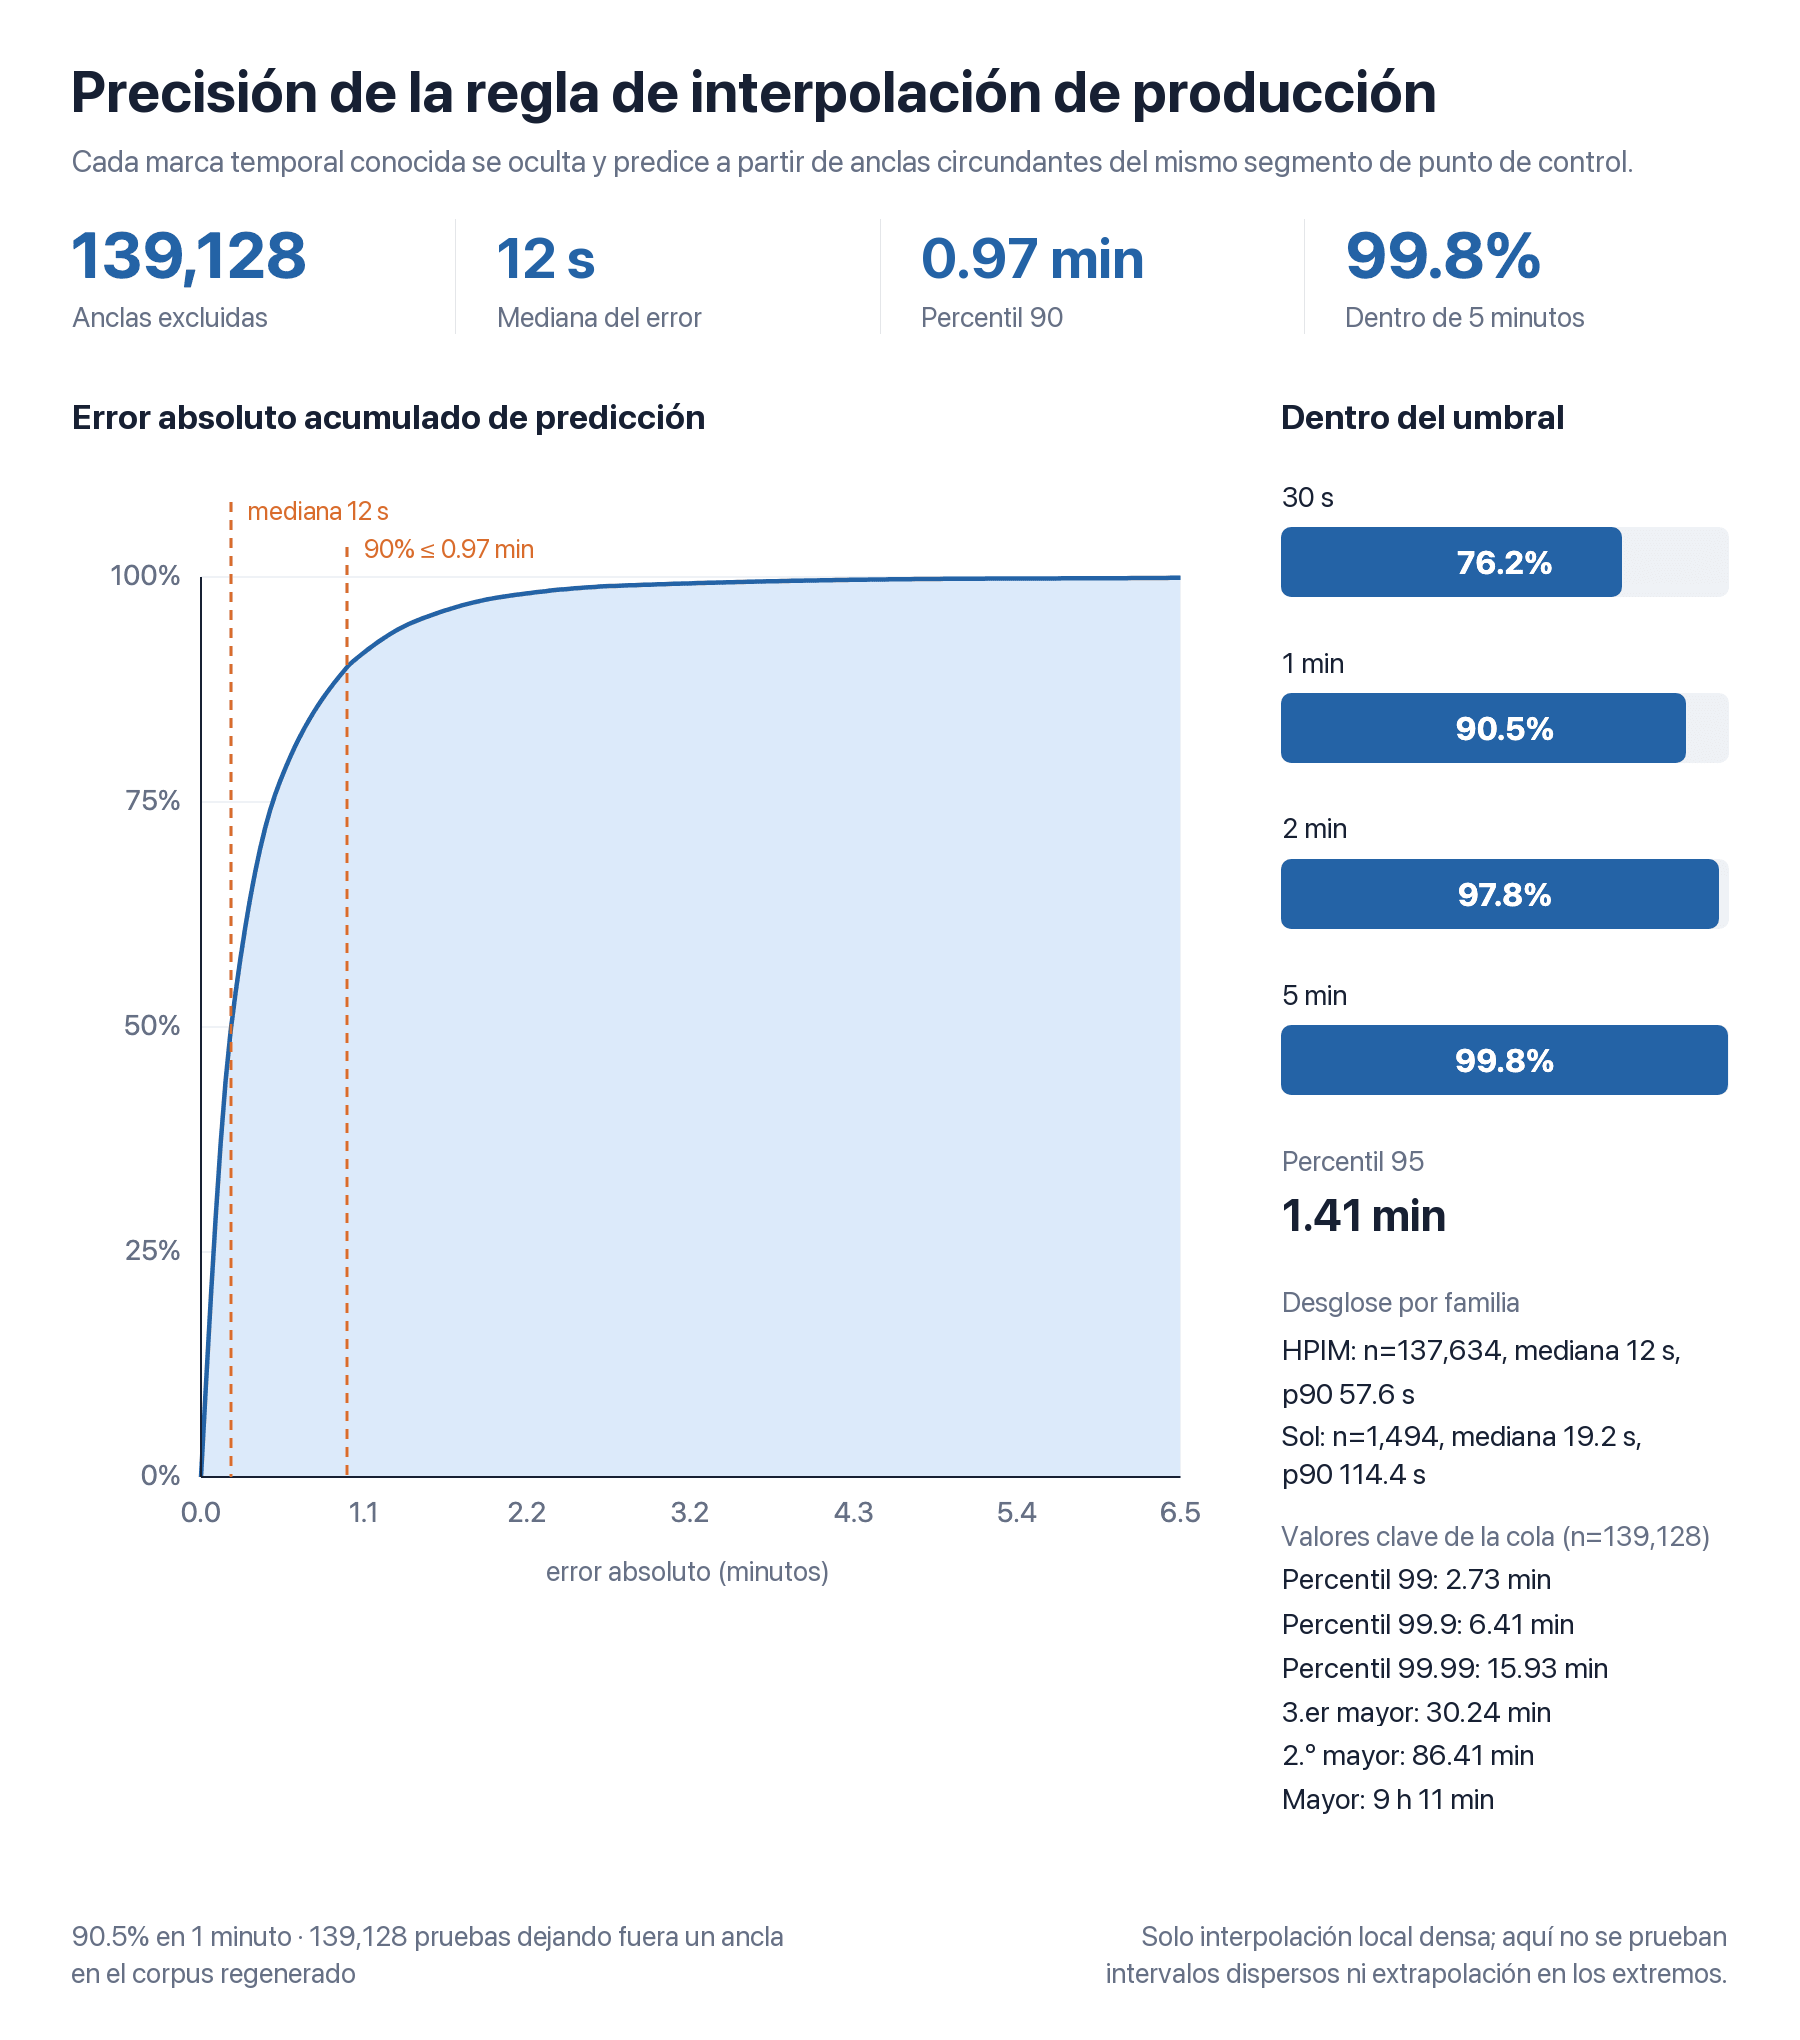 Precisión de la regla de interpolación de producción
Cada marca temporal conocida se oculta y predice a partir de anclas circundantes del mismo segmento de punto de control.
139,128
Anclas excluidas
12 s
Mediana del error
0.97 min
Percentil 90
99.8%
Dentro de 5 minutos
Error absoluto acumulado de predicción
mediana 12 s
90% ≤ 0.97 min
100%
75%
50%
25%
0%
0.0
1.1
2.2
3.2
4.3
5.4
6.5
error absoluto (minutos)
Dentro del umbral
30 s
76.2%
1 min
90.5%
2 min
97.8%
5 min
99.8%
Percentil 95
1.41 min
Desglose por familia
HPIM: n=137,634, mediana 12 s,
p90 57.6 s
Sol: n=1,494, mediana 19.2 s,
p90 114.4 s
Valores clave de la cola (n=139,128)
Percentil 99: 2.73 min
Percentil 99.9: 6.41 min
Percentil 99.99: 15.93 min
3.er mayor: 30.24 min
2.° mayor: 86.41 min
Mayor: 9 h 11 min
90.5% en 1 minuto · 139,128 pruebas dejando fuera un ancla
en el corpus regenerado
Solo interpolación local densa; aquí no se prueban
intervalos dispersos ni extrapolación en los extremos.